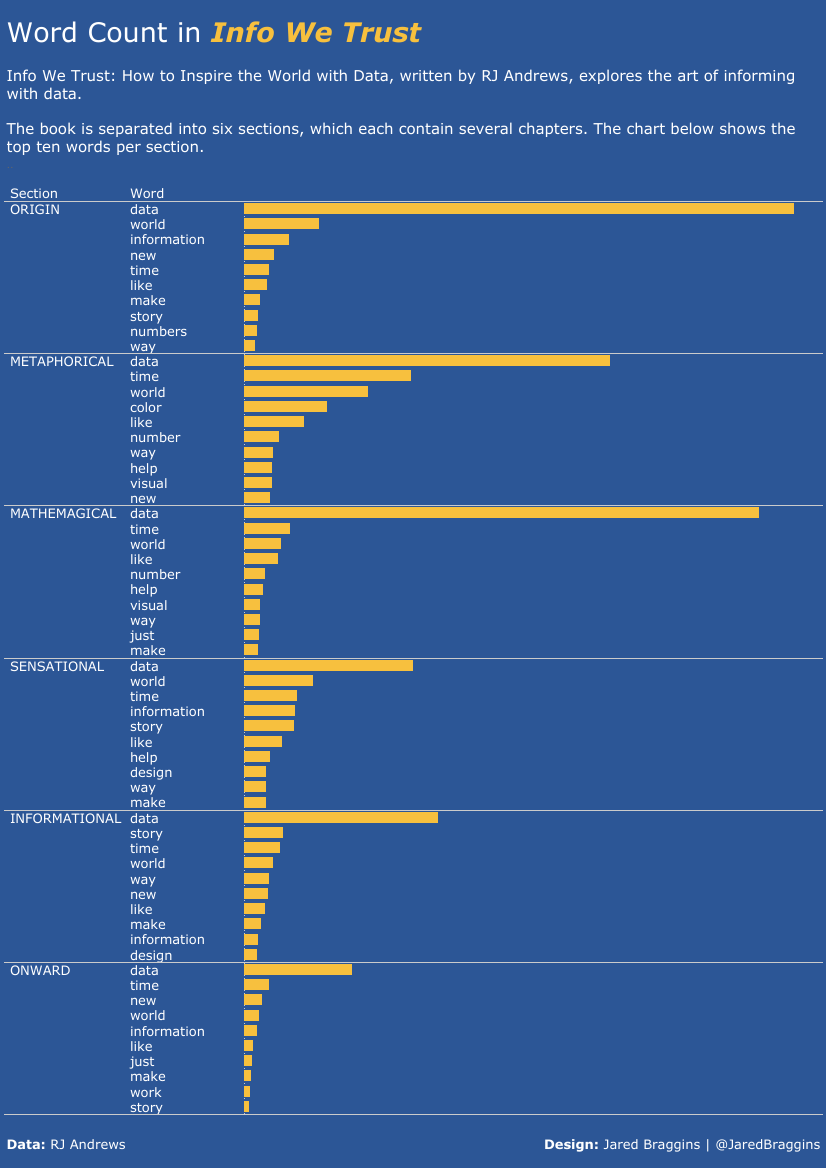 Word Count in Info We Trust
Info We Trust: How to Inspire the World with Data, written by RJ Andrews, explores the art of informing
with data.
The book is separated into six sections, which each contain several chapters. The chart below shows the
top ten words per section.
Section Word
ORIGIN data
world
information
new
time
like
make
story
numbers
way
METAPHORICAL data
time
world
color
like
number
way
help
visual
new
MATHEMAGICAL data
time
world
like
number
help
visual
way
just
make
SENSATIONAL data
world
time
information
story
like
help
design
way
make
INFORMATIONAL data
story
time
world
way
new
like
make
information
design
ONWARD data
time
new
world
information
like
just
make
work
story
Data: RJ Andrews Design: Jared Braggins | @JaredBraggins